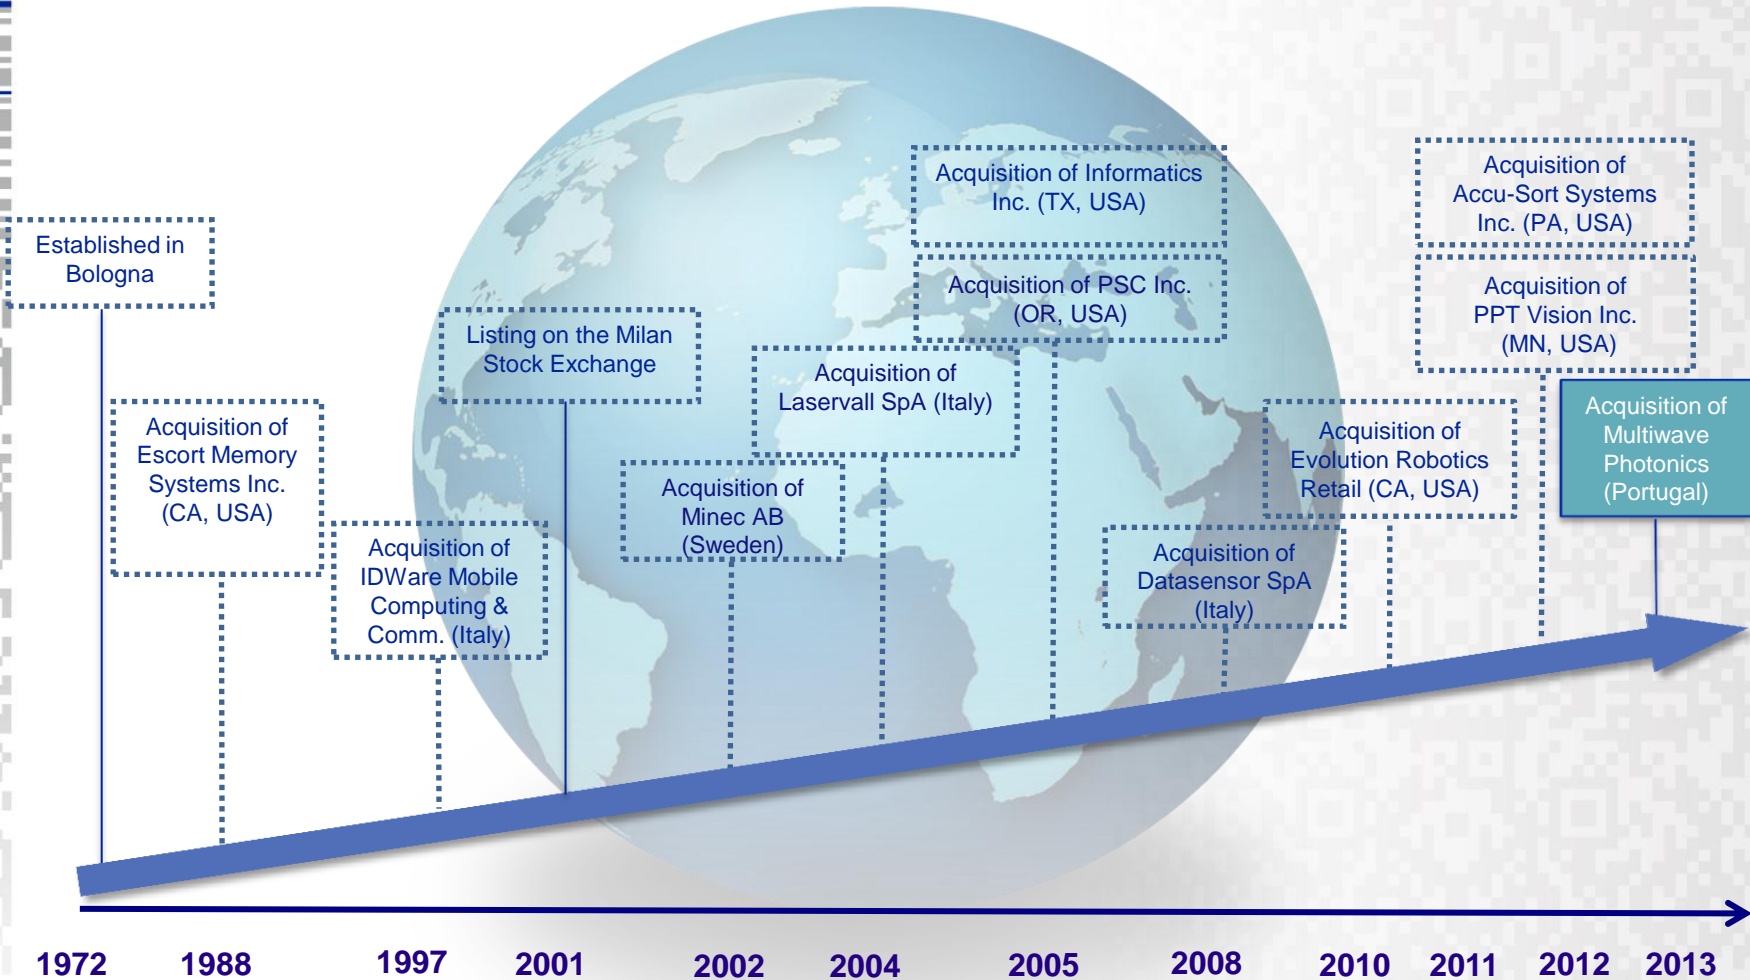 Established in
Bologna
Acquisition of
Escort Memory
Systems Inc.
(CA, USA)
Acquisition of
IDWare Mobile
Computing &
Comm. (Italy)
Listing on the Milan
Stock Exchange
Acquisition of
Minec AB
(Sweden)
Acquisition of
Laservall SpA (Italy)
Acquisition of Informatics
Inc. (TX, USA)
Acquisition of PSC Inc.
(OR, USA)
Acquisition of
Datasensor SpA
(Italy)
Acquisition of
Evolution Robotics
Retail (CA, USA)
Acquisition of
Accu-Sort Systems
Inc. (PA, USA)
Acquisition of
PPT Vision Inc.
(MN, USA)
Acquisition of
Multiwave
Photonics
(Portugal)
1972 1988 1997 2001 2002 2004 2005 2008 2010 2011 2012 2013